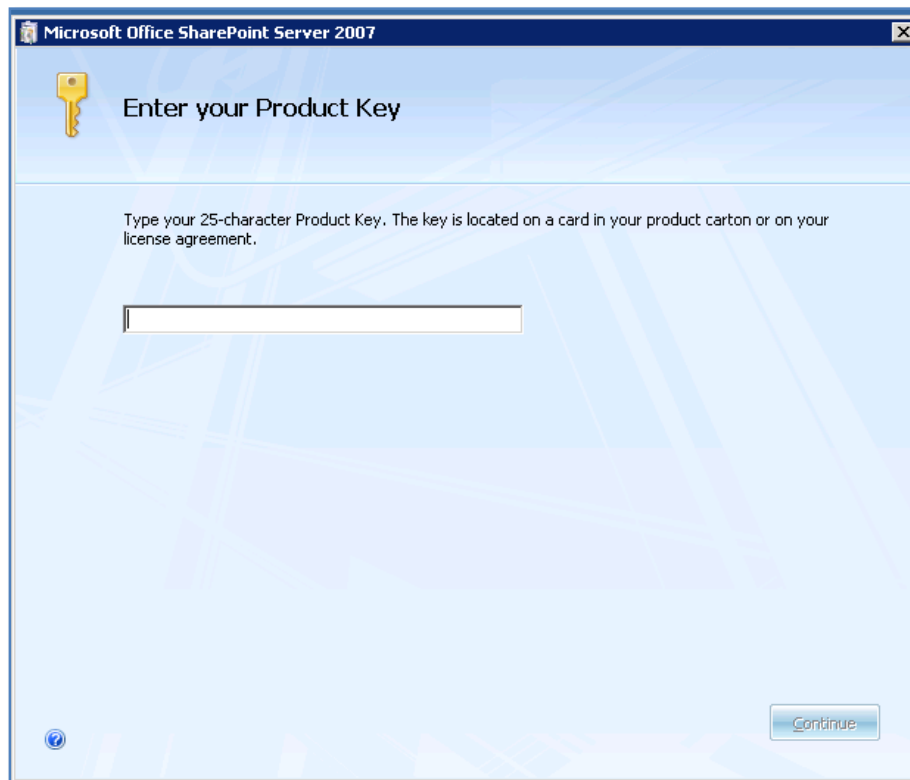 Microsoft Office SharePoint Server 2007
Enter your Product Key
Type your 25-character Product Key. The key is located on a card in your product carton or on your
license agreement.
Continue